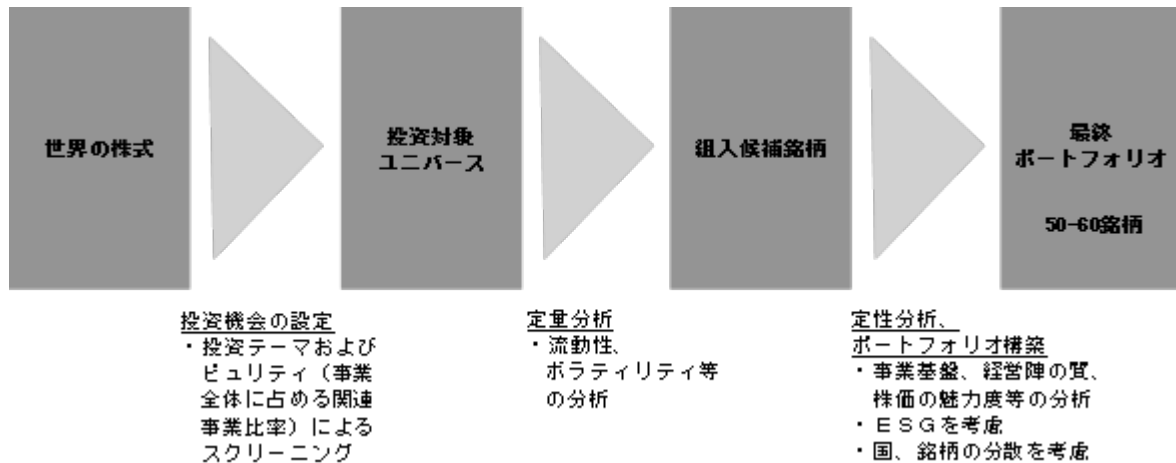 世界の株式
投資対象
ユニバース
組入候補銘柄
最終
ポートフォリオ
50-60銘柄
投資機会の設定
・投資テーマおよび
ピュリティ（事業
全体に占める関連
事業比率）による
スクリーニング
定量分析
・流動性、
ボラティリティ等
の分析
定性分析、
ポートフォリオ構築
・事業基盤、経営陣の質、
株価の魅力度等の分析
・ＥＳＧを考慮
・国、銘柄の分散を考慮